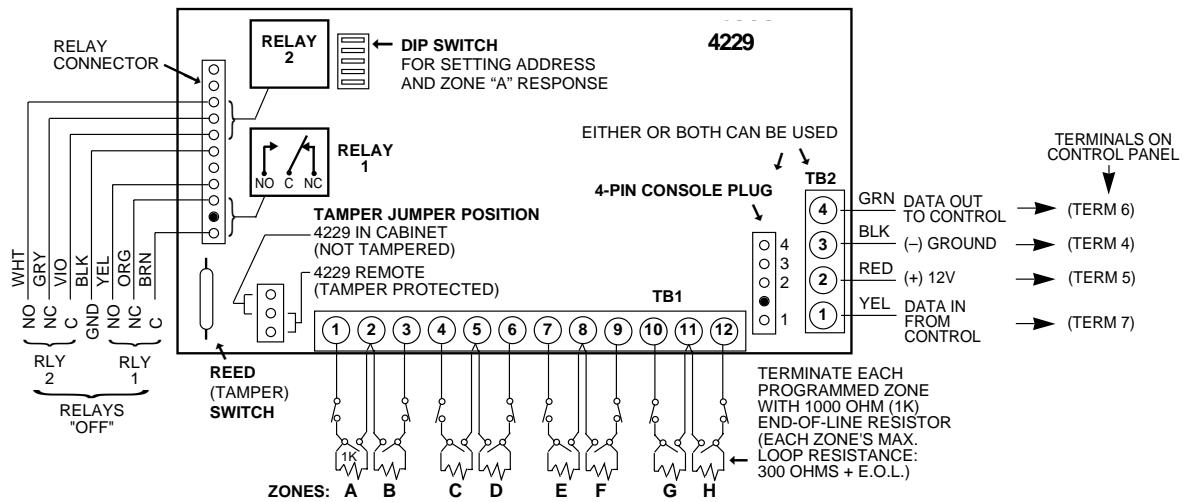 4229
RELAY
CONNECTOR
RELAY
2
DIP SWITCH
FOR SETTING ADDRESS
AND ZONE “A” RESPONSE
EITHER OR BOTH CAN BE USED
TERMINALS ON
CONTROL PANEL
RELAY
1
NO C NC
4-PIN CONSOLE PLUG
TB2
4
3
2
1
GRN
DATA OUT
TO CONTROL
(TERM 6)
BLK
(–) GROUND
(TERM 4)
RED
(+) 12V
(TERM 5)
YEL
DATA IN
FROM
CONTROL
(TERM 7)
4
3
2
1
TAMPER JUMPER POSITION
4229 IN CABINET
(NOT TAMPERED)
4229 REMOTE
(TAMPER PROTECTED)
TB1
1 2 3 4 5 6 7 8 9 10 11 12
WHT
GRY
VIO
BLK
YEL
ORG
BRN
NO
NC
C
GND
NO
NC
C
RLY
2
RLY
1
RELAYS
"OFF"
REED
(TAMPER)
SWITCH
TERMINATE EACH
PROGRAMMED ZONE
WITH 1000 OHM (1K)
END-OF-LINE RESISTOR
(EACH ZONE’S MAX.
LOOP RESISTANCE:
300 OHMS + E.O.L.)
1K
ZONES: A B C D E F G H